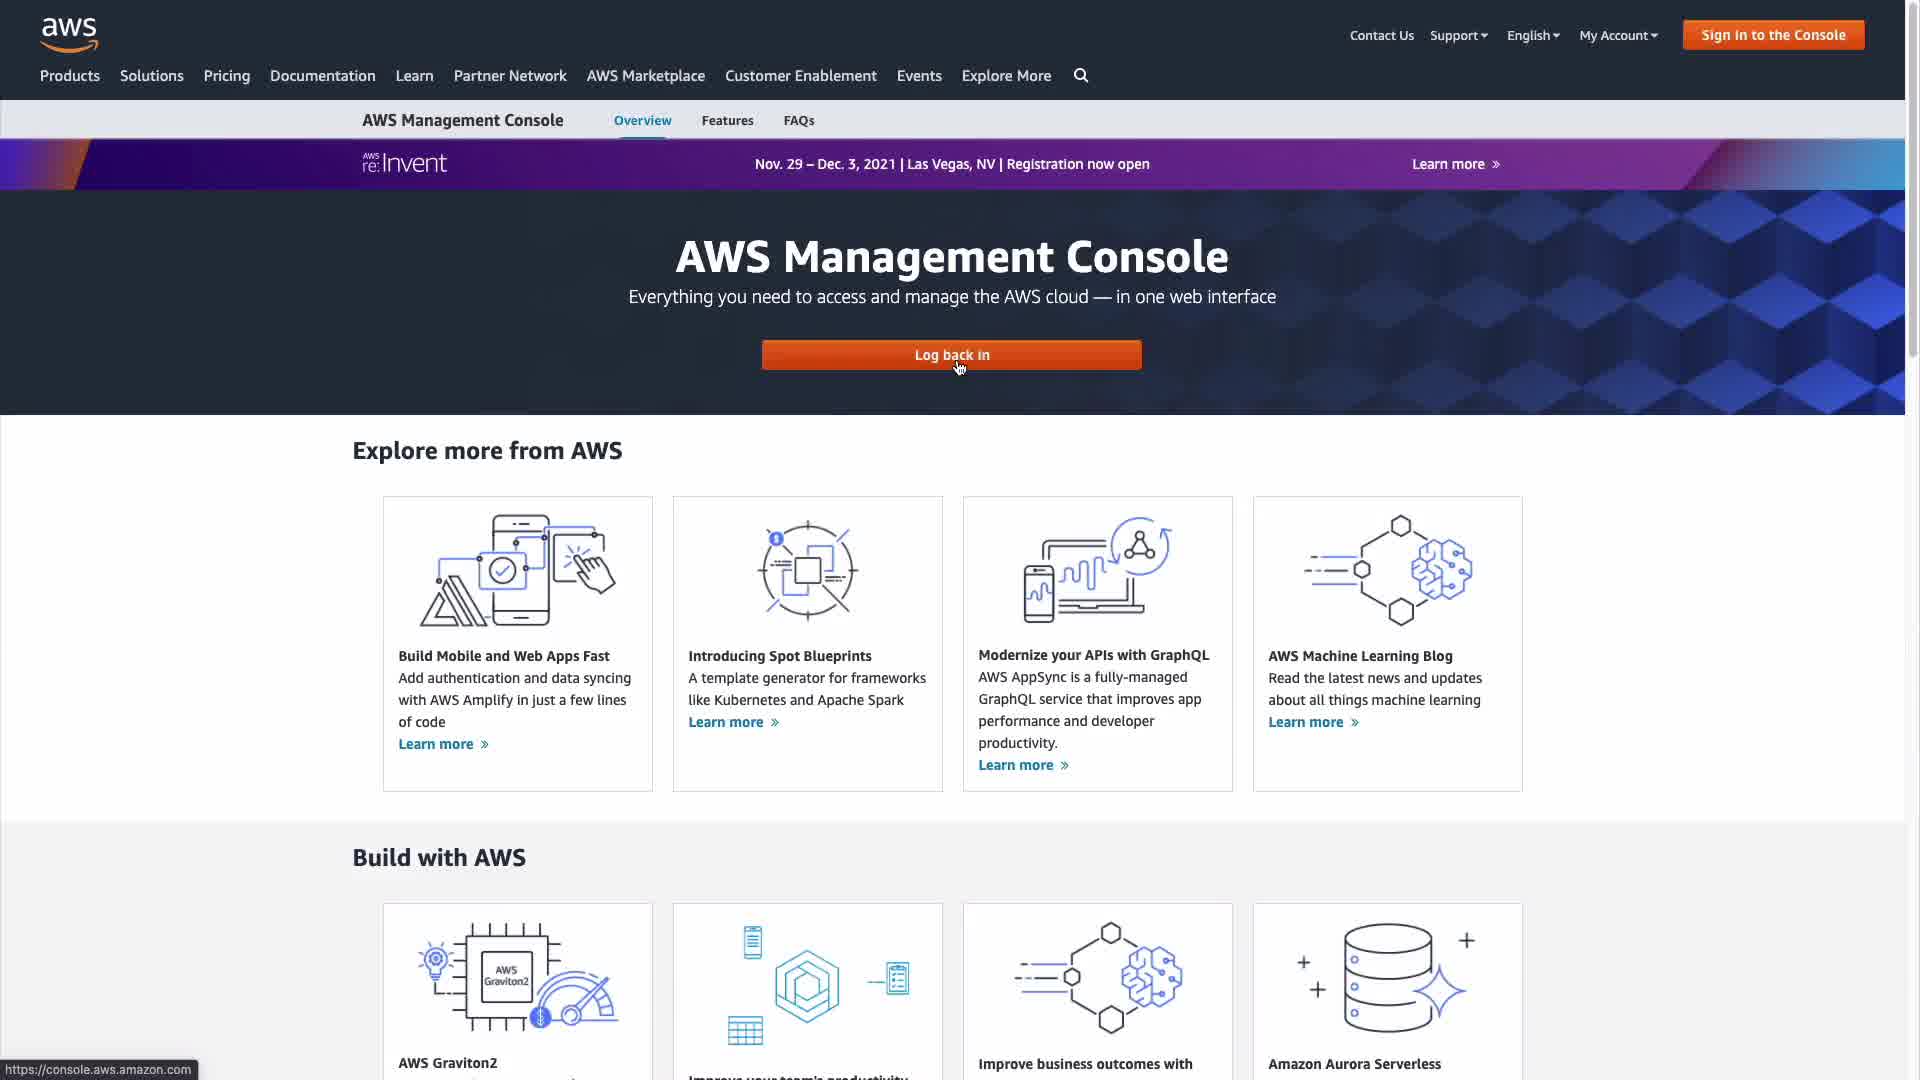 aws
Contact Us Support English My Account Sign In to the Console
Products Solutions Pricing Documentation Learn Partner Network AWS Marketplace Customer Enablement Events Explore More
AWS Management Console Overview Features FAQs
AWS re:Invent
Nov. 29 – Dec. 3, 2021 | Las Vegas, NV | Registration now open
Learn more »
AWS Management Console
Everything you need to access and manage the AWS cloud — in one web interface
Log back in
Explore more from AWS
Build Mobile and Web Apps Fast
Add authentication and data syncing
with AWS Amplify in just a few lines
of code
Learn more »
Introducing Spot Blueprints
A template generator for frameworks
like Kubernetes and Apache Spark
Learn more »
Modernize your APIs with GraphQL
AWS AppSync is a fully-managed
GraphQL service that improves app
performance and developer
productivity.
Learn more »
AWS Machine Learning Blog
Read the latest news and updates
about all things machine learning
Learn more »
Build with AWS
AWS
Graviton2
AWS Graviton2
Improve your team's productivity
Improve business outcomes with
Amazon Aurora Serverless
https://console.aws.amazon.com